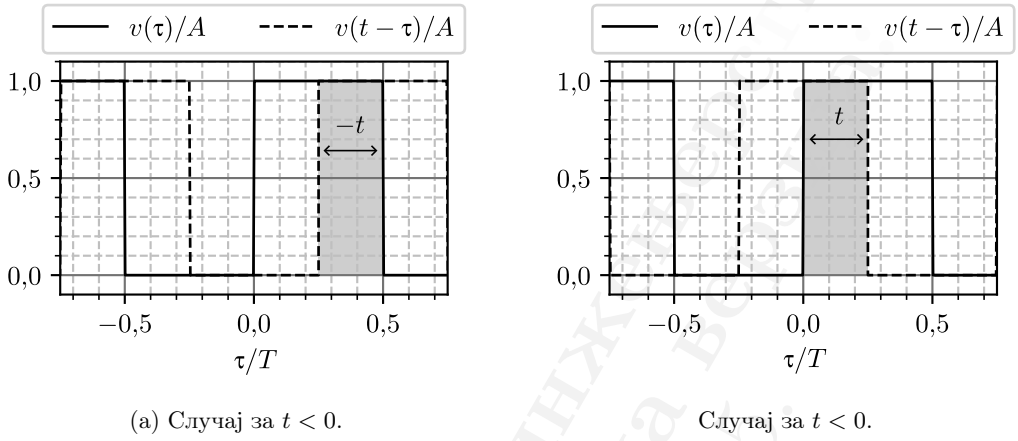 v(τ)/A v(t − τ)/A
v(τ)/A v(t − τ)/A
1,0
0,5
0,0
−t
−0,5 0,0 0,5
τ/T
1,0
0,5
0,0
t
−0,5 0,0 0,5
τ/T
(а) Случај за t < 0.
Случај за t < 0.